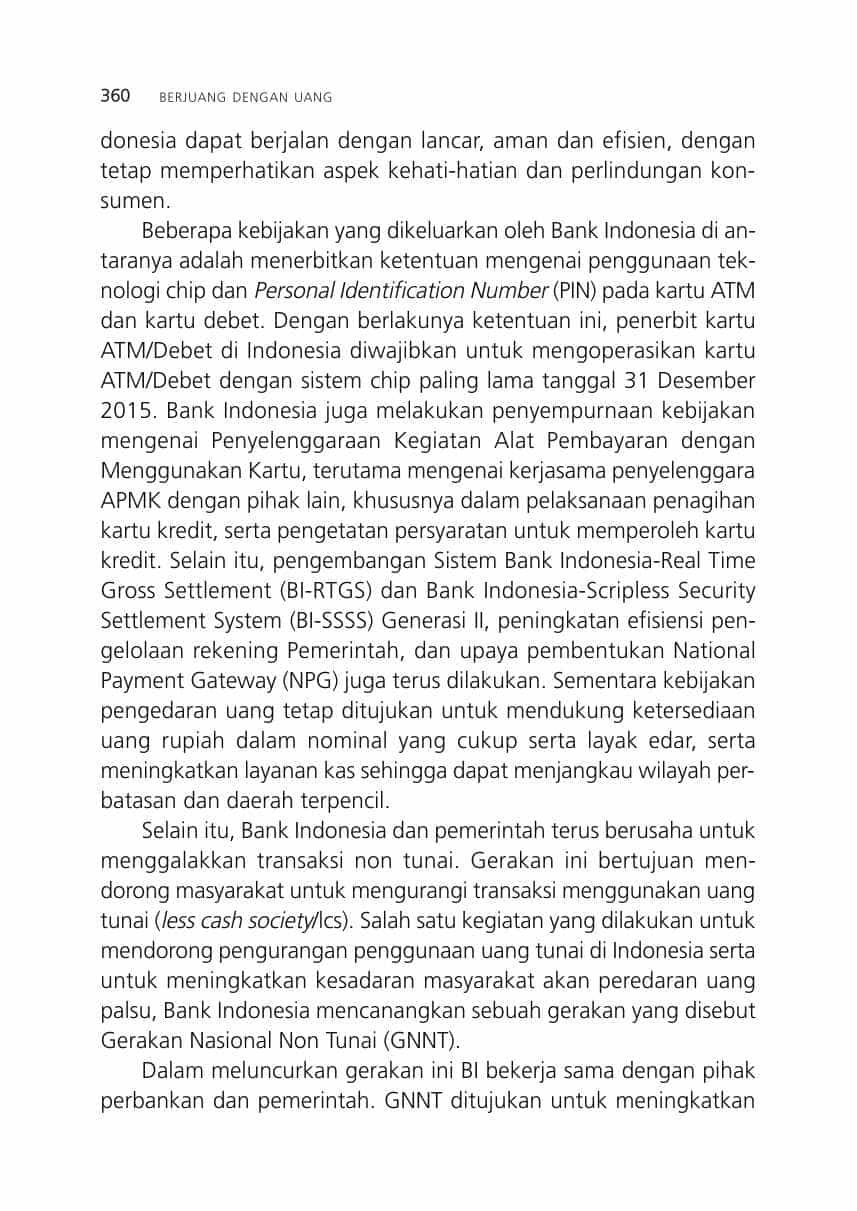 360 BERJUANG DENGAN UANG
donesia dapat berjalan dengan lancar, aman dan efisien, dengan
tetap memperhatikan aspek kehati-hatian dan perlindungan kon-
sumen.
Beberapa kebijakan yang dikeluarkan oleh Bank Indonesia di an-
taranya adalah menerbitkan ketentuan mengenai penggunaan tek-
nologi chip dan Personal Identification Number (PIN) pada kartu ATM
dan kartu debet. Dengan berlakunya ketentuan ini, penerbit kartu
ATM/Debet di Indonesia diwajibkan untuk mengoperasikan kartu
ATM/Debet dengan sistem chip paling lama tanggal 31 Desember
2015. Bank Indonesia juga melakukan penyempurnaan kebijakan
mengenai Penyelenggaraan Kegiatan Alat Pembayaran dengan
Menggunakan Kartu, terutama mengenai kerjasama penyelenggara
APMK dengan pihak lain, khususnya dalam pelaksanaan penagihan
kartu kredit, serta pengetatan persyaratan untuk memperoleh kartu
kredit. Selain itu, pengembangan Sistem Bank Indonesia-Real Time
Gross Settlement (BI-RTGS) dan Bank Indonesia-Scripless Security
Settlement System (BI-SSSS) Generasi II, peningkatan efisiensi pen-
gelolaan rekening Pemerintah, dan upaya pembentukan National
Payment Gateway (NPG) juga terus dilakukan. Sementara kebijakan
pengedaran uang tetap ditujukan untuk mendukung ketersediaan
uang rupiah dalam nominal yang cukup serta layak edar, serta
meningkatkan layanan kas sehingga dapat menjangkau wilayah per-
batasan dan daerah terpencil.
Selain itu, Bank Indonesia dan pemerintah terus berusaha untuk
menggalakkan transaksi non tunai. Gerakan ini bertujuan men-
dorong masyarakat untuk mengurangi transaksi menggunakan uang
tunai (less cash society/lcs). Salah satu kegiatan yang dilakukan untuk
mendorong pengurangan penggunaan uang tunai di Indonesia serta
untuk meningkatkan kesadaran masyarakat akan peredaran uang
palsu, Bank Indonesia mencanangkan sebuah gerakan yang disebut
Gerakan Nasional Non Tunai (GNNT).
Dalam meluncurkan gerakan ini BI bekerja sama dengan pihak
perbankan dan pemerintah. GNNT ditujukan untuk meningkatkan